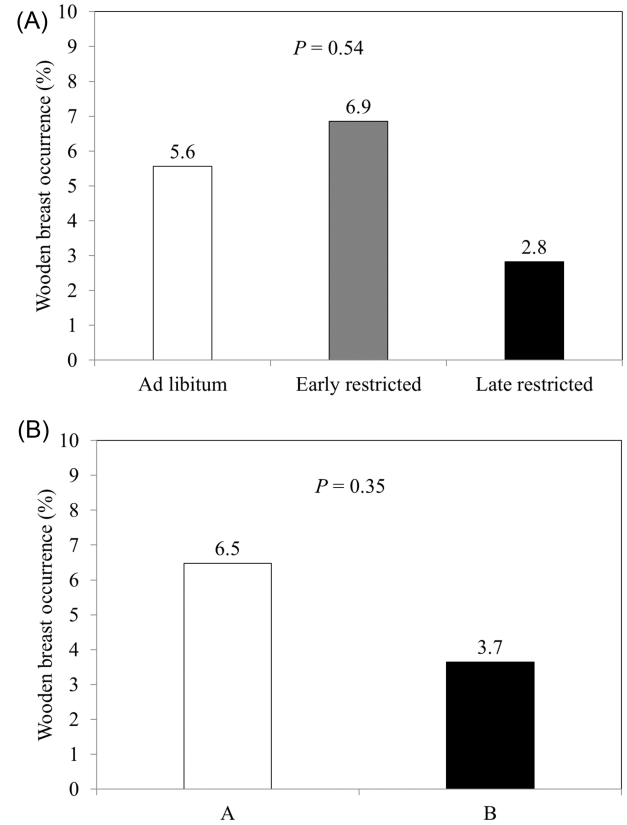 (A)
Wooden breast occurrence (%)
10
9
8
7
6
5
4
3
2
1
0
P = 0.54
5.6
6.9
2.8
Ad libitum
Early restricted
Late restricted
(B)
Wooden breast occurrence (%)
10
9
8
7
6
5
4
3
2
1
0
P = 0.35
6.5
3.7
A
B